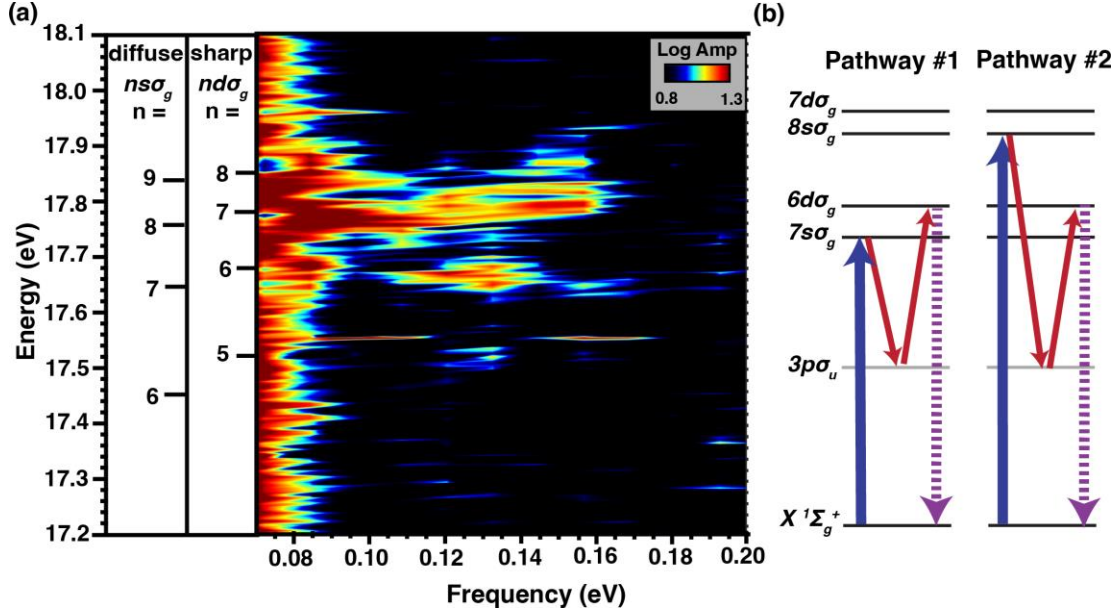 (a)
diffuse
nsσg
n =
9
8
7
6
sharp
ndσg
n =
8
7
6
5
Energy (eV)
18.1
18.0
17.9
17.8
17.7
17.6
17.5
17.4
17.3
17.2
Log Amp
0.8 1.3
0.08 0.10 0.12 0.14 0.16 0.18 0.20
Frequency (eV)
(b)
Pathway #1 Pathway #2
7dσg
8sσg
6dσg
7sσg
3pσu
X ¹Σg⁺